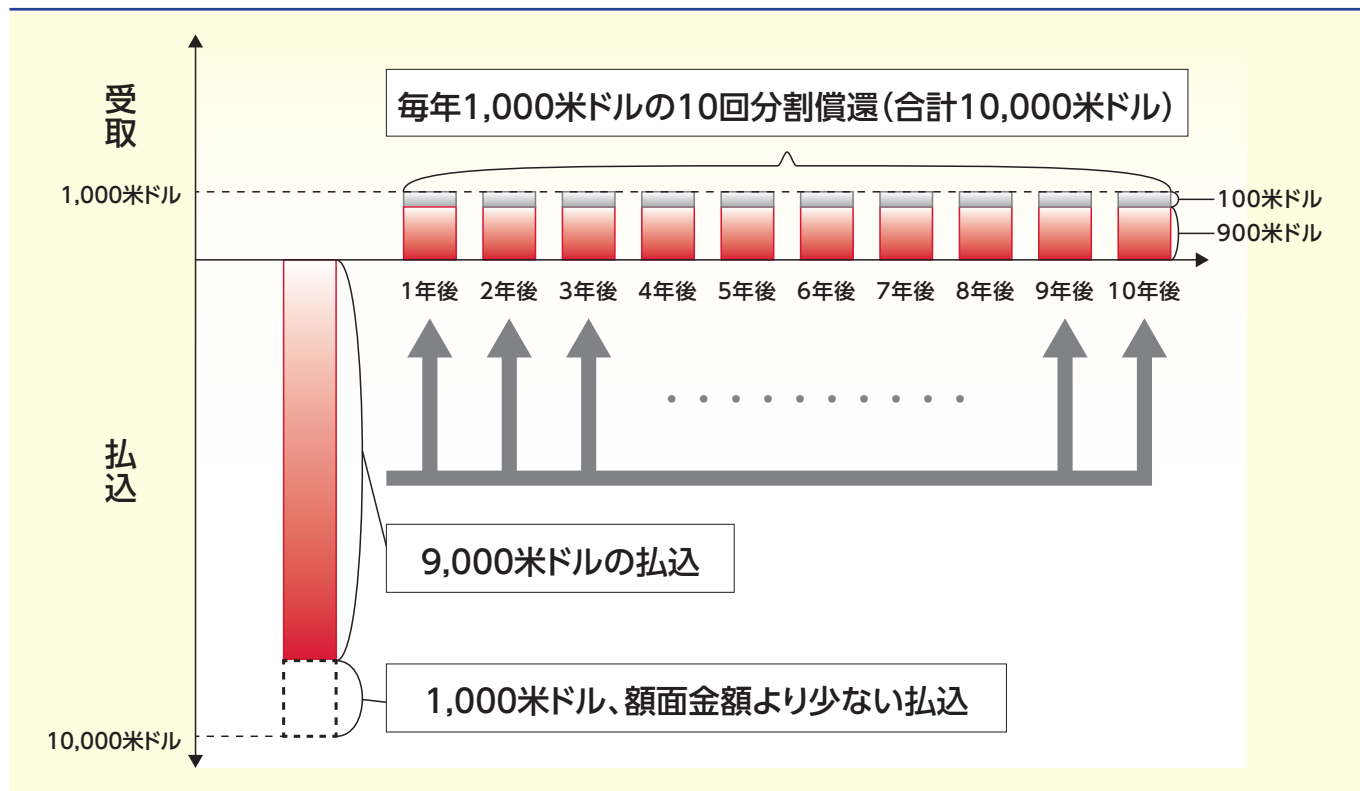 受取
毎年1,000米ドルの10回分割償還(合計10,000米ドル)
1,000米ドル
100米ドル
900米ドル
1年後 2年後 3年後 4年後 5年後 6年後 7年後 8年後 9年後 10年後
払込
9,000米ドルの払込
1,000米ドル、額面金額より少ない払込
10,000米ドル